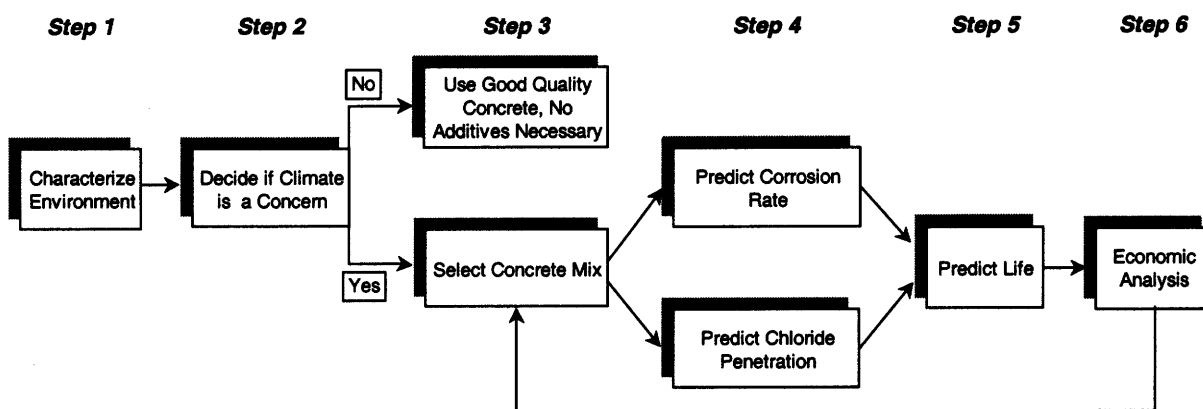 Step 1
Step 2
Step 3
Step 4
Step 5
Step 6
Characterize
Environment
Decide if Climate
is a Concern
No
Yes
Use Good Quality
Concrete, No
Additives Necessary
Select Concrete Mix
Predict Corrosion
Rate
Predict Chloride
Penetration
Predict Life
Economic
Analysis